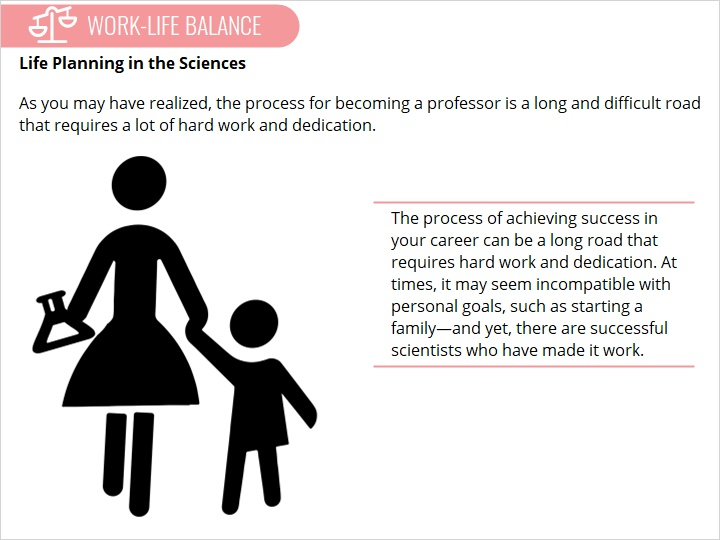 WORK-LIFE BALANCE
Life Planning in the Sciences
As you may have realized, the process for becoming a professor is a long and difficult road
that requires a lot of hard work and dedication.
The process of achieving success in
your career can be a long road that
requires hard work and dedication. At
times, it may seem incompatible with
personal goals, such as starting a
family—and yet, there are successful
scientists who have made it work.